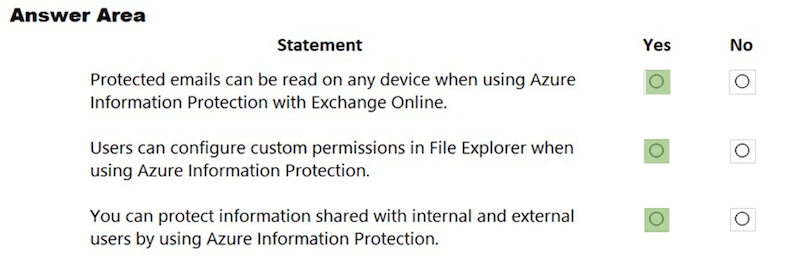 Answer Area
Statement Yes No
Protected emails can be read on any device when using Azure
Information Protection with Exchange Online.
Users can configure custom permissions in File Explorer when
using Azure Information Protection.
You can protect information shared with internal and external
users by using Azure Information Protection.